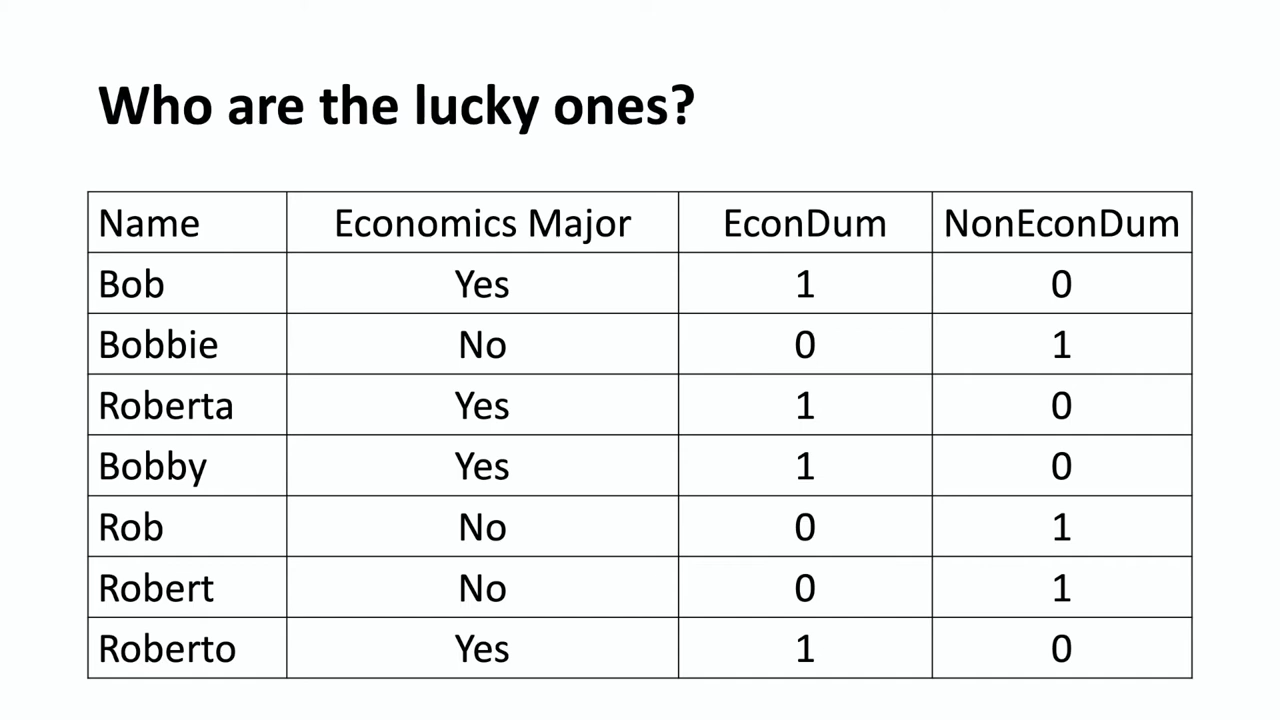 Who are the lucky ones?
Name Economics Major EconDum NonEconDum
Bob Yes 1 0
Bobbie No 0 1
Roberta Yes 1 0
Bobby Yes 1 0
Rob No 0 1
Robert No 0 1
Roberto Yes 1 0